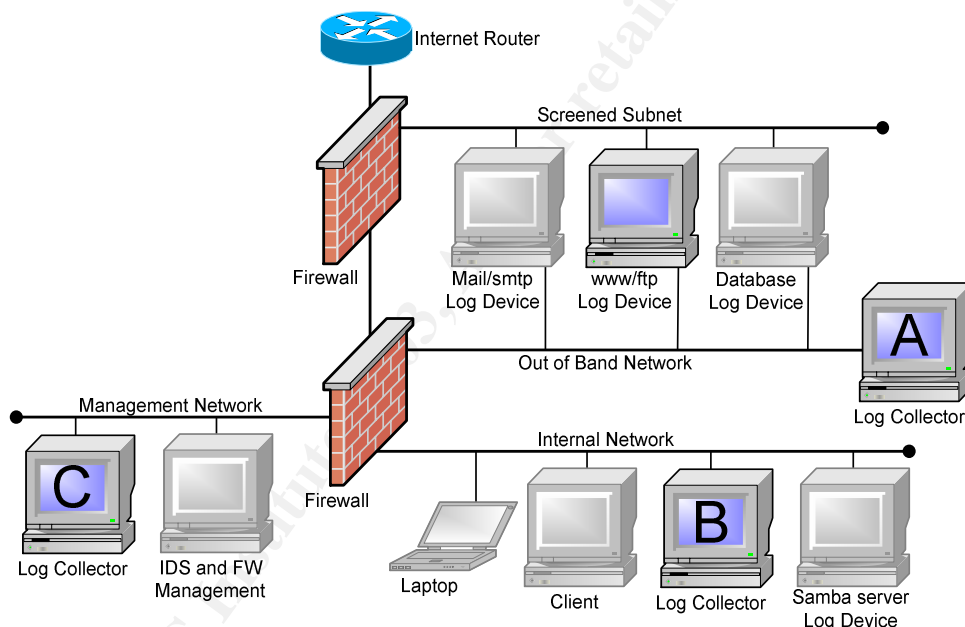 Internet Router
Screened Subnet
Firewall
Mail/smtp
Log Device
www/ftp
Log Device
Database
Log Device
A
Out of Band Network
Log Collector
Management Network
Internal Network
C
B
Firewall
Log Collector
IDS and FW
Management
Laptop
Client
Log Collector
Samba server
Log Device